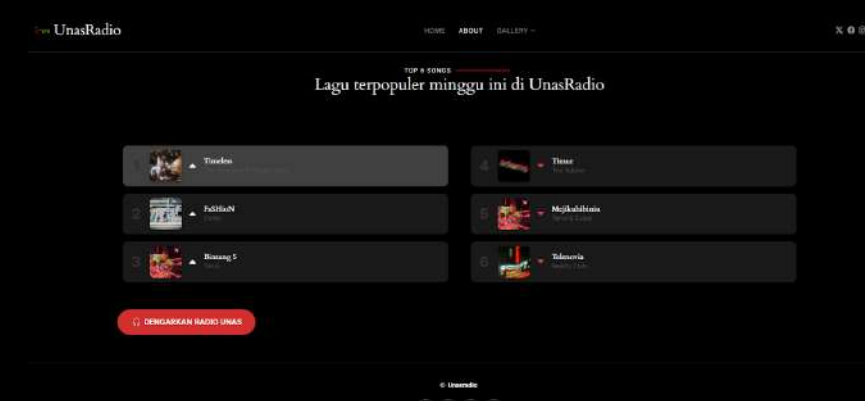 UnasRadio
HOME ABOUT GALLERY
TOP 6 SONGS
Lagu terpopuler minggu ini di UnasRadio
1
Timeless
2
FaSHioN
3
Bintang 5
4
5
Mejikuhibiniu
6
Telenovia
DENGARKAN RADIO UNAS
© Unasradio